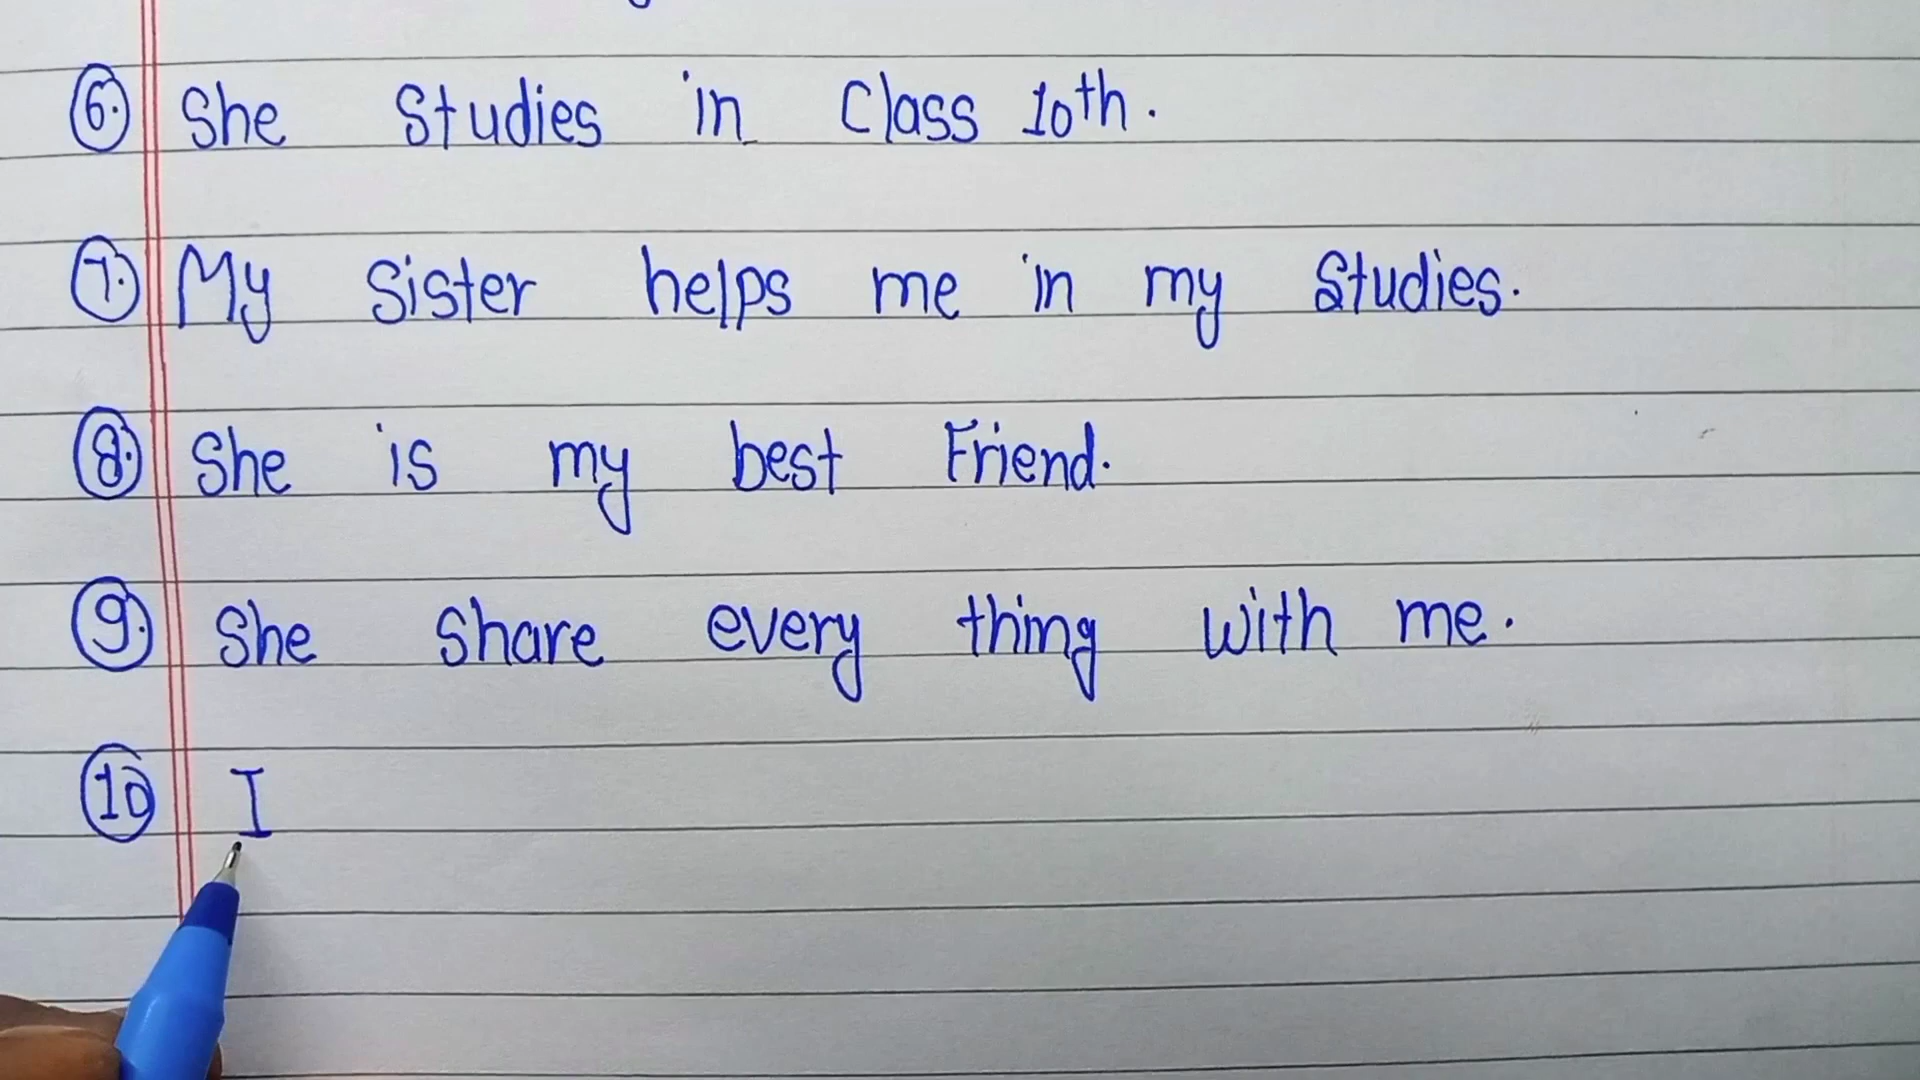 6. She Studies in Class 10th.
7. My Sister helps me in my Studies.
8. She is my best Friend.
9. She Share every thing with me.
10 I